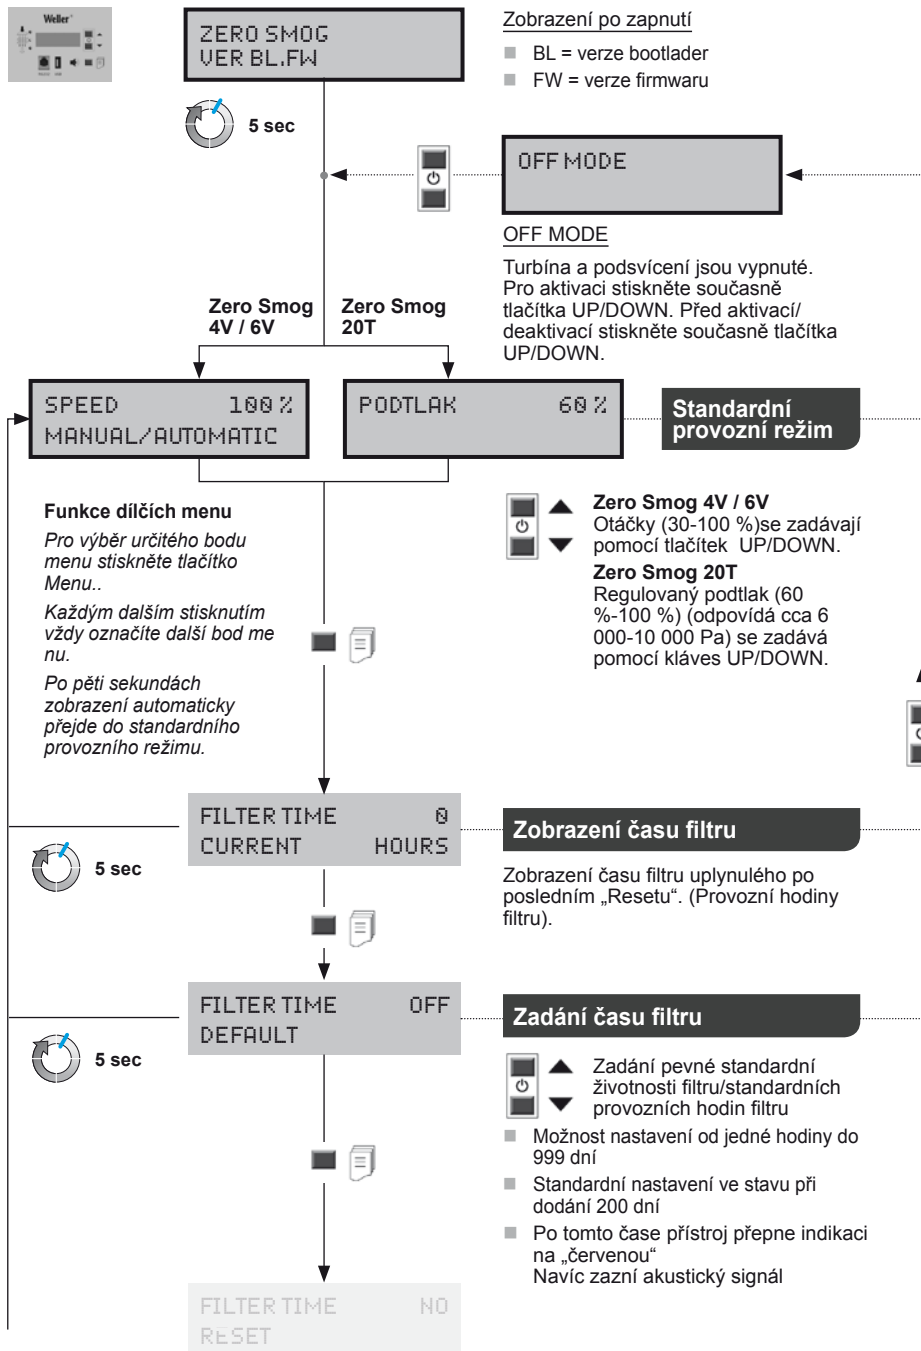 Weller
ZERO SMOG
VER BL.FW
Zobrazení po zapnutí
BL = verze bootlader
FW = verze firmwaru
5 sec
OFF MODE
OFF MODE
Turbína a podsvícení jsou vypnuté.
Pro aktivaci stiskněte současně
tlačítka UP/DOWN. Před aktivací/
deaktivací stiskněte současně tlačítka
UP/DOWN.
Zero Smog
4V / 6V
Zero Smog
20T
SPEED 100 %
MANUAL/AUTOMATIC
PODTLAK 60 %
Standardní
provozní režim
Funkce dílčích menu
Pro výběr určitého bodu
menu stiskněte tlačítko
Menu..
Každým dalším stisknutím
vždy označíte další bod me
nu.
Po pěti sekundách
zobrazení automaticky
přejde do standardního
provozního režimu.
Zero Smog 4V / 6V
Otáčky (30-100 %)se zadávají
pomocí tlačítek UP/DOWN.
Zero Smog 20T
Regulovaný podtlak (60
%-100 %) (odpovídá cca 6
000-10 000 Pa) se zadává
pomocí kláves UP/DOWN.
FILTER TIME 0
CURRENT HOURS
5 sec
Zobrazení času filtru
Zobrazení času filtru uplynulého po
posledním „Resetu“. (Provozní hodiny
filtru).
FILTER TIME OFF
DEFAULT
5 sec
Zadání času filtru
Zadání pevné standardní
životnosti filtru/standardních
provozních hodin filtru
Možnost nastavení od jedné hodiny do
999 dní
Standardní nastavení ve stavu při
dodání 200 dní
Po tomto čase přístroj přepne indikaci
na „červenou“
Navíc zazní akustický signál
FILTER TIME NO
RESET